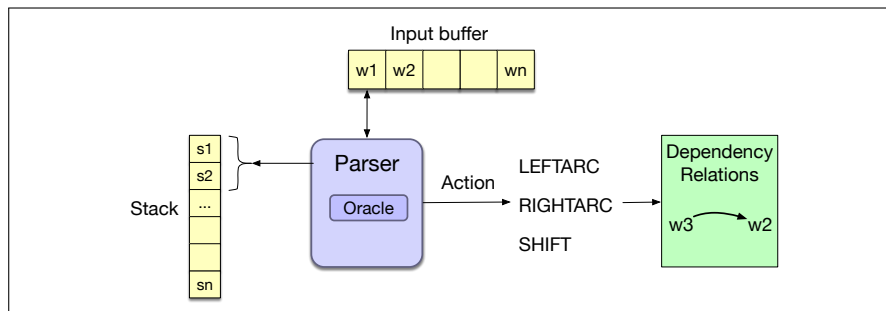 Input buffer
w1 w2 wn
s1
s2
...
sn
Stack
Parser
Oracle
Action
LEFTARC
RIGHTARC
SHIFT
Dependency
Relations
w3 w2